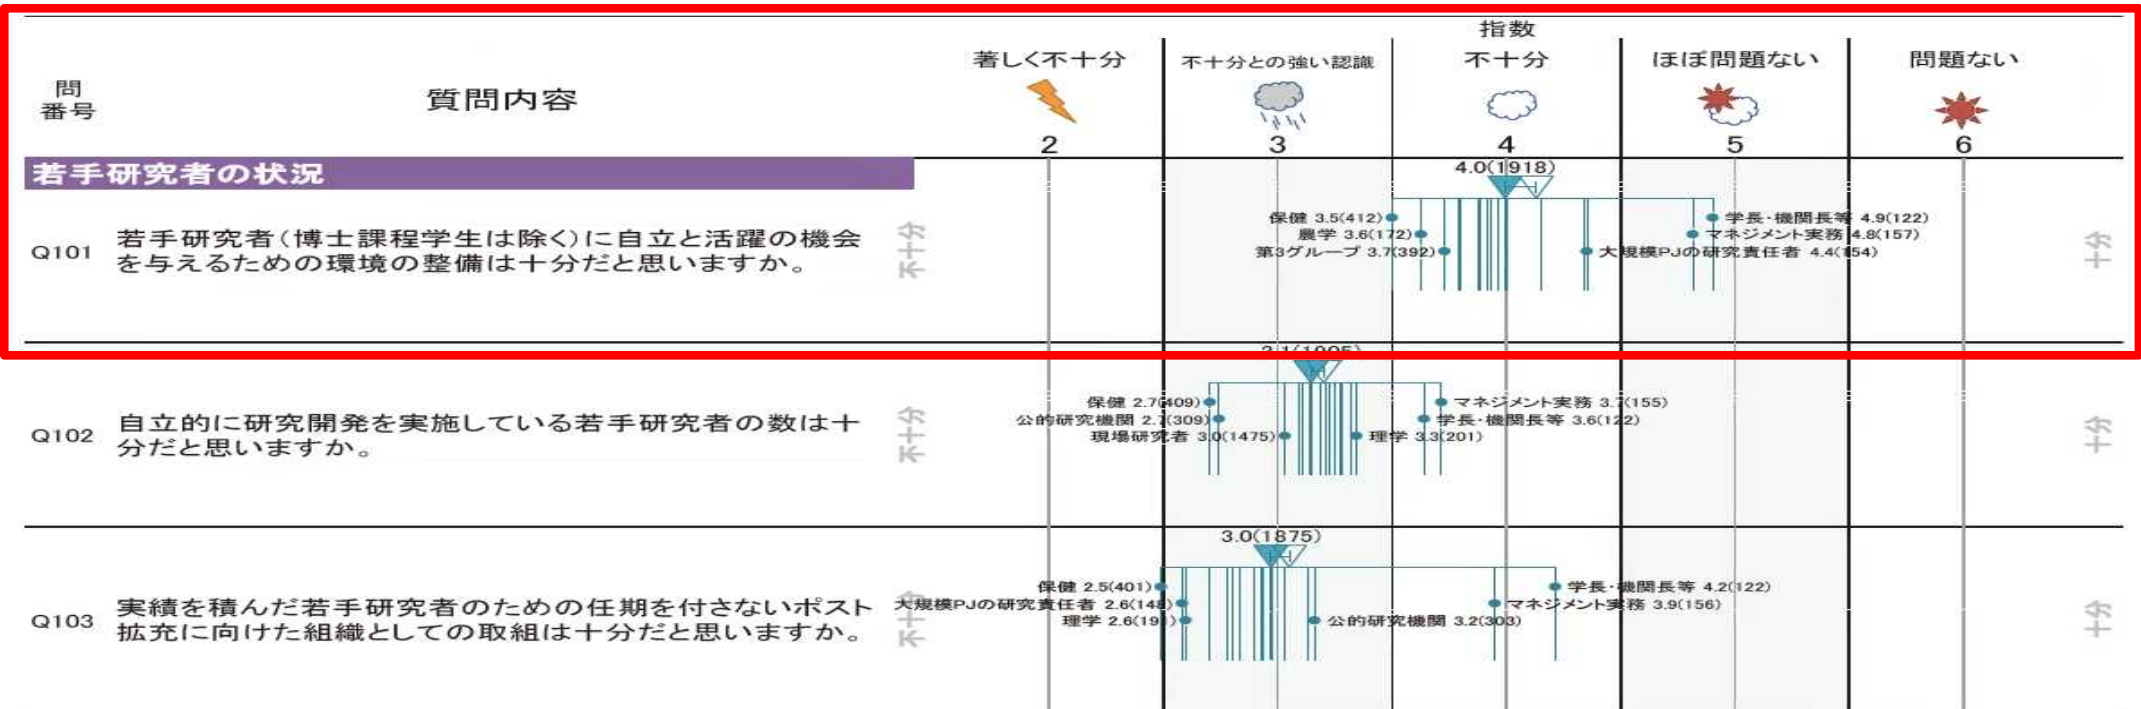 指数
著しく不十分 不十分との強い認識 不十分 ほぼ問題ない 問題ない
問番号 質問内容
2 3 4 5 6
若手研究者の状況
4.0(1918)
Q101 若手研究者(博士課程学生は除く)に自立と活躍の機会
を与えるための環境の整備は十分だと思いますか。
不十分
保健 3.5(412)
農学 3.6(172)
第3グループ 3.7(392)
学長・機関長等 4.9(122)
マネジメント実務 4.8(157)
大規模PJの研究責任者 4.4(154)
十分
Q102 自立的に研究開発を実施している若手研究者の数は十
分だと思いますか。
不十分
保健 2.7(409)
公的研究機関 2.7(309)
現場研究者 3.0(1475)
マネジメント実務 3.7(155)
学長・機関長等 3.6(122)
理学 3.3(201)
十分
3.0(1875)
Q103 実績を積んだ若手研究者のための任期を付さないポスト
拡充に向けた組織としての取組は十分だと思いますか。
不十分
保健 2.5(401)
大規模PJの研究責任者 2.6(148)
理学 2.6(191)
学長・機関長等 4.2(122)
マネジメント実務 3.9(156)
公的研究機関 3.2(303)
十分